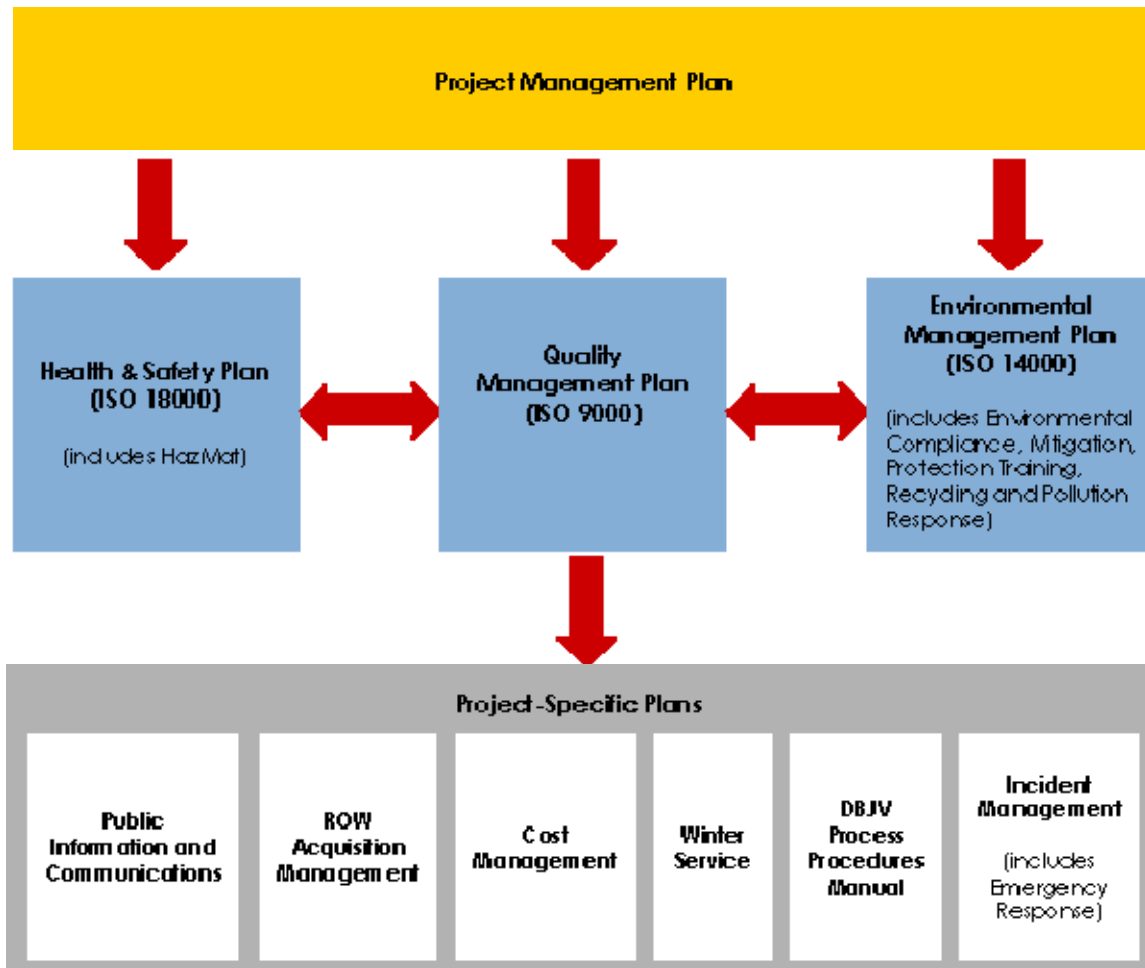 Project Management Plan
Health & Safety Plan
(ISO 18000)
(includes HazMat)
Quality
Management Plan
(ISO 9000)
Environmental
Management Plan
(ISO 14000)
(includes Environmental
Compliance, Mitigation,
Protection Training,
Recycling and Pollution
Response)
Project-Specific Plans
Public
Information and
Communications
ROW
Acquisition
Management
Cost
Management
Winter
Service
DBJV
Process
Procedures
Manual
Incident
Management
(includes
Emergency
Response)